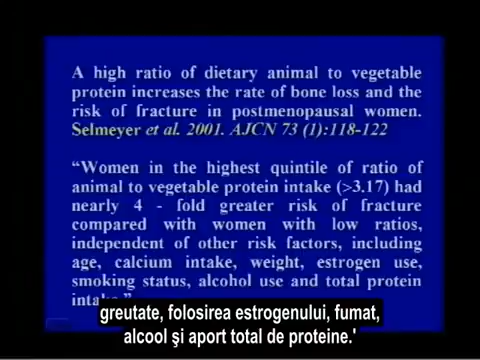 A high ratio of dietary animal to vegetable
protein increases the rate of bone loss and the
risk of fracture in postmenopausal women.
Selmeyer et al. 2001. AJCN 73 (1):118-122
“Women in the highest quintile of ratio of
animal to vegetable protein intake (>3.17) had
nearly 4 - fold greater risk of fracture
compared with women with low ratios,
independent of other risk factors, including
age, calcium intake, weight, estrogen use,
smoking status, alcohol use and total protein
intake.”
greutate, folosirea estrogenului, fumat,
alcool şi aport total de proteine.'